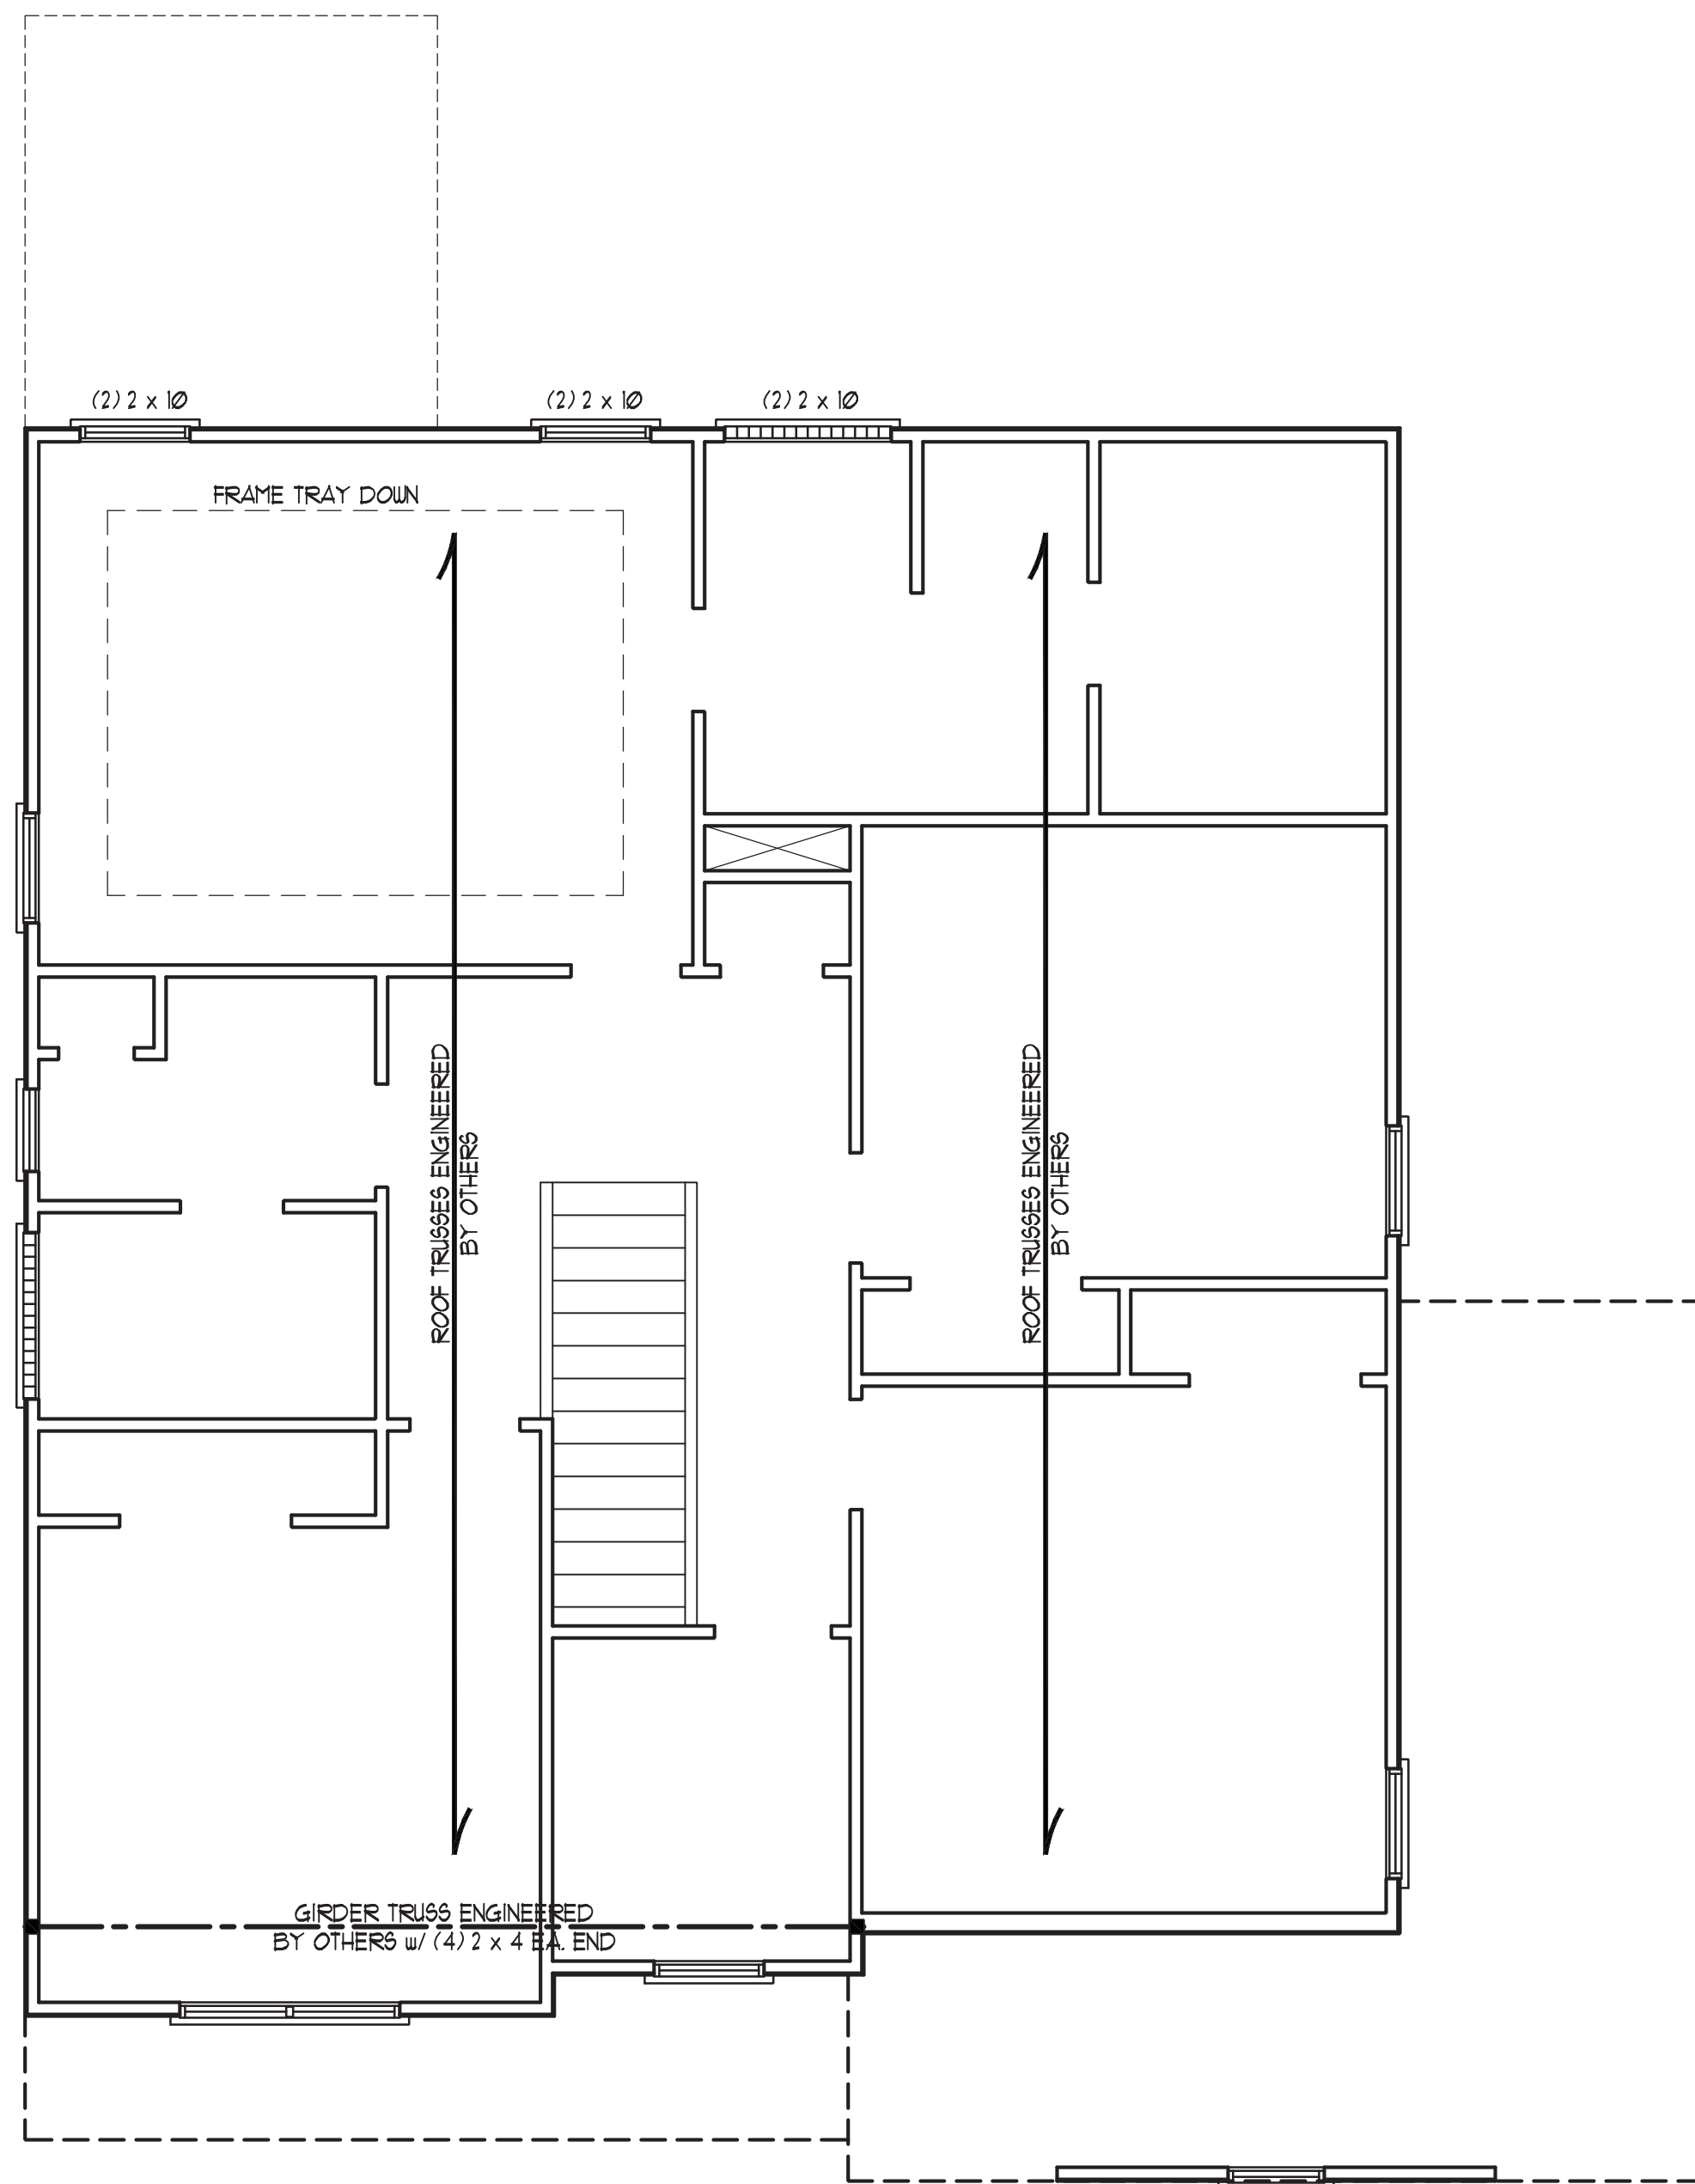 (2) 2 x 10
(2) 2 x 10
(2) 2 x 10
FRAME TRAY DOWN
ROOF TRUSSES ENGINEERED
BY OTHERS
ROOF TRUSSES ENGINEERED
BY OTHERS
GIRDER TRUSS ENGINEERED
BY OTHERS w/ (4) 2 x 4 EA. END